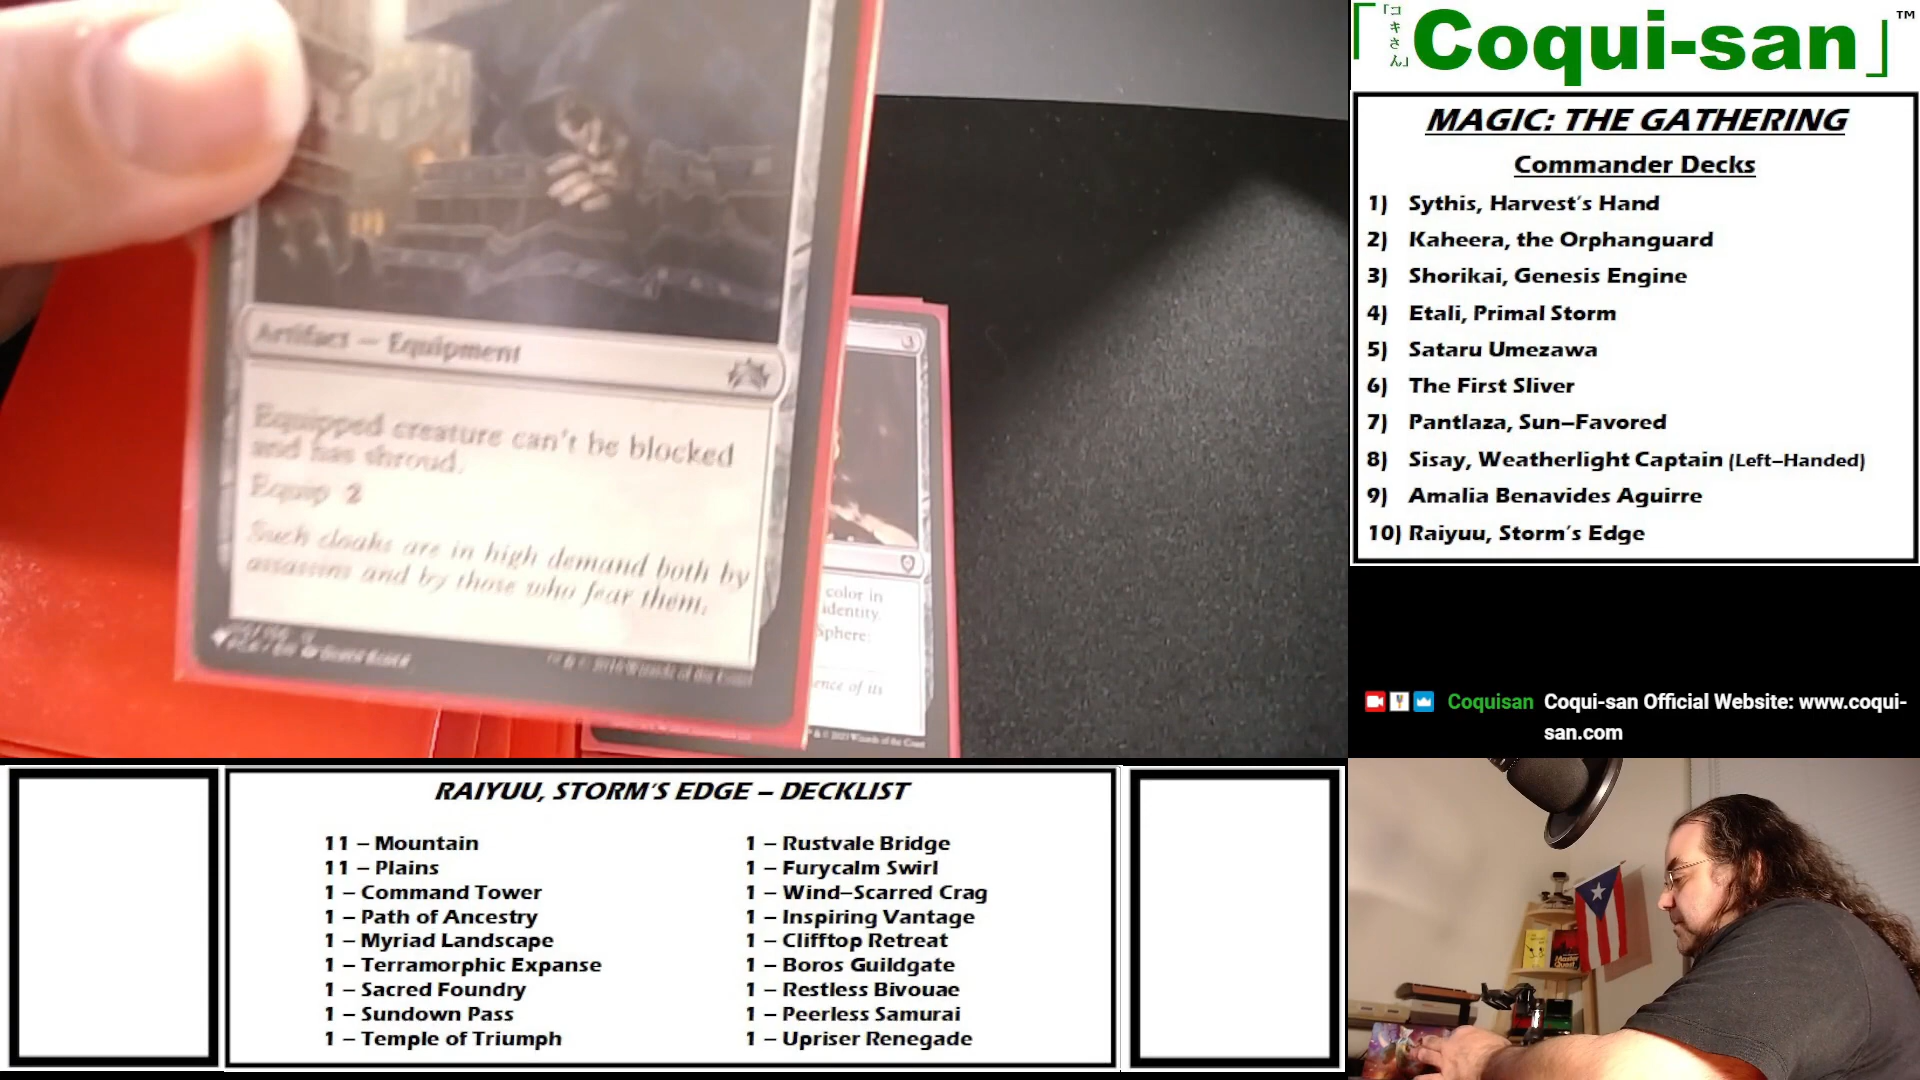 Artifact — Equipment
Equipped creature can't be blocked
and has shroud.
Equip 2
Such cloaks are in high demand both by
assassins and by those who fear them.
color in
identity.
Sphere:
ence of its
「コキさん」
「Coqui-san」™
MAGIC: THE GATHERING
Commander Decks
1) Sythis, Harvest's Hand
2) Kaheera, the Orphanguard
3) Shorikai, Genesis Engine
4) Etali, Primal Storm
5) Sataru Umezawa
6) The First Sliver
7) Pantlaza, Sun-Favored
8) Sisay, Weatherlight Captain (Left-Handed)
9) Amalia Benavides Aguirre
10) Raiyuu, Storm's Edge
Coquisan Coqui-san Official Website: www.coqui-
san.com
RAIYUU, STORM'S EDGE – DECKLIST
11 – Mountain
11 – Plains
1 – Command Tower
1 – Path of Ancestry
1 – Myriad Landscape
1 – Terramorphic Expanse
1 – Sacred Foundry
1 – Sundown Pass
1 – Temple of Triumph
1 – Rustvale Bridge
1 – Furycalm Swirl
1 – Wind-Scarred Crag
1 – Inspiring Vantage
1 – Clifftop Retreat
1 – Boros Guildgate
1 – Restless Bivouae
1 – Peerless Samurai
1 – Upriser Renegade